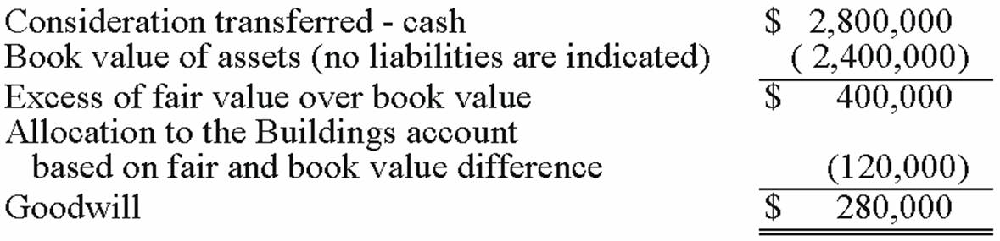 Consideration transferred - cash $ 2,800,000
Book value of assets (no liabilities are indicated) ( 2,400,000)
Excess of fair value over book value $ 400,000
Allocation to the Buildings account
based on fair and book value difference (120,000)
Goodwill $ 280,000